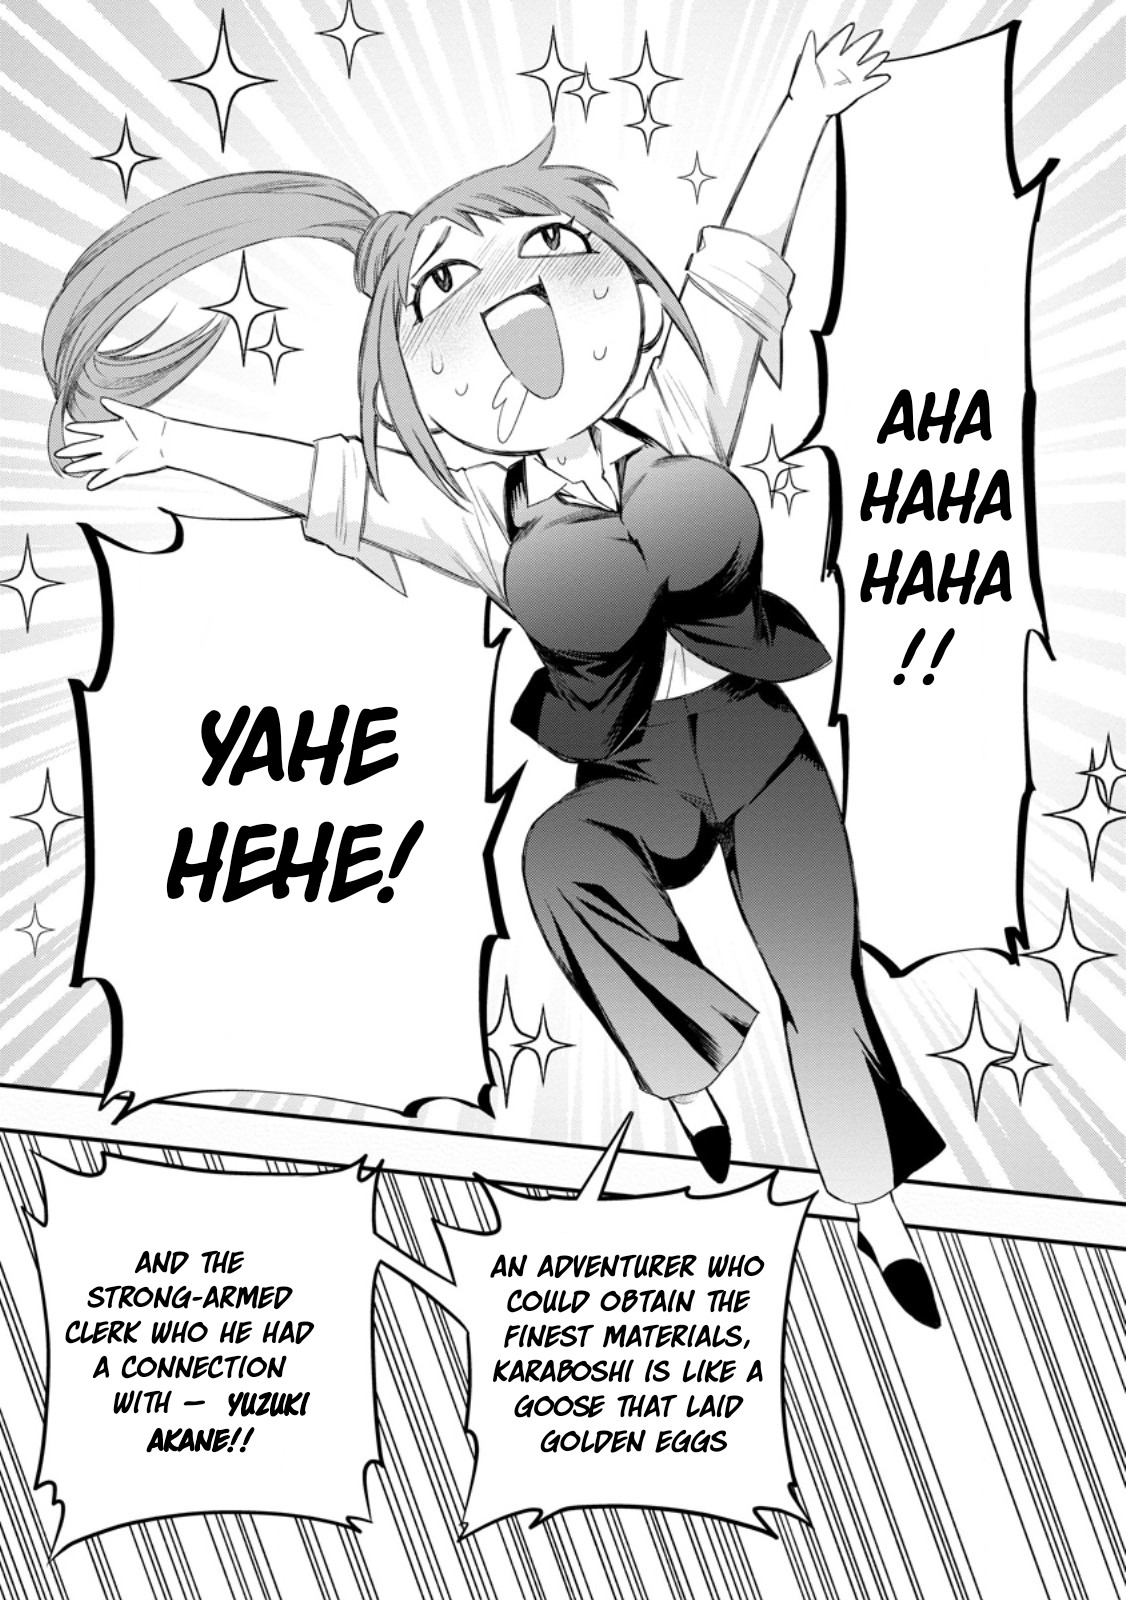 AHA
HAHA
HAHA
!!
YAHE
HEHE!
AN ADVENTURER WHO
COULD OBTAIN THE
FINEST MATERIALS,
KARABOSHI IS LIKE A
GOOSE THAT LAID
GOLDEN EGGS
AND THE
STRONG-ARMED
CLERK WHO HE HAD
A CONNECTION
WITH — YUZUKI
AKANE!!